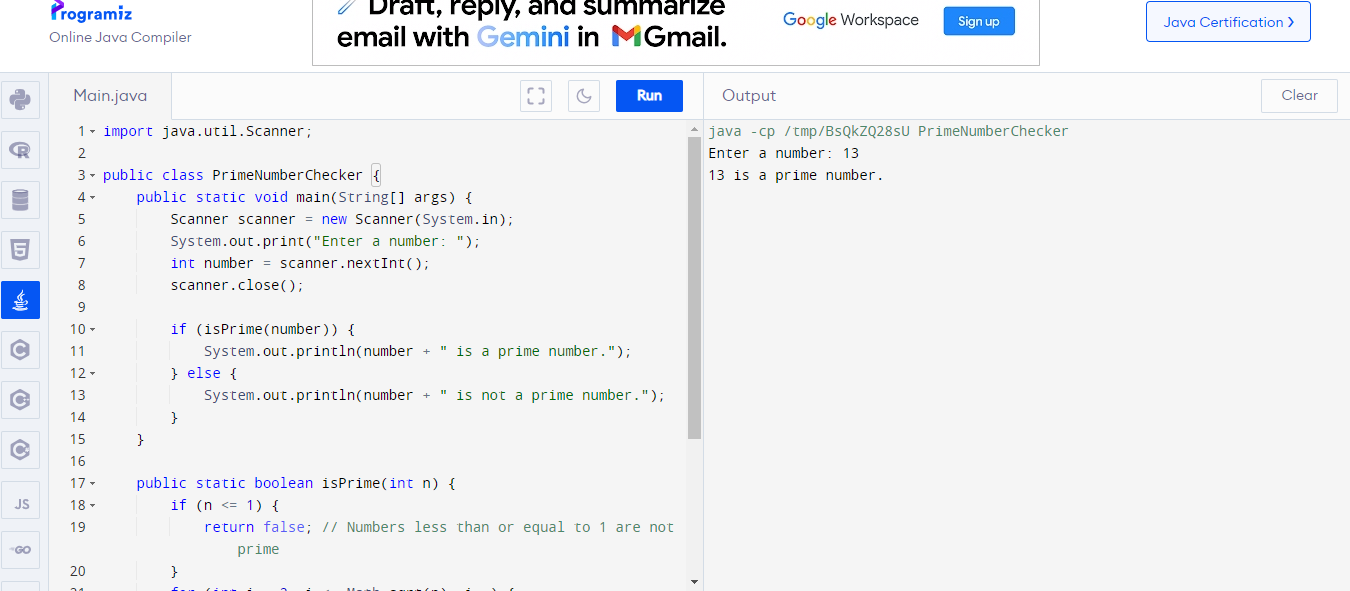 Programiz
Online Java Compiler
Draft, reply, and summarize
email with Gemini in Gmail.
Google Workspace
Sign up
Java Certification
Main.java
Run
Output
Clear
1 import java.util.Scanner;
2
3 public class PrimeNumberChecker {
4 public static void main(String[] args) {
5 Scanner scanner = new Scanner(System.in);
6 System.out.print("Enter a number: ");
7 int number = scanner.nextInt();
8 scanner.close();
9
10 if (isPrime(number)) {
11 System.out.println(number + " is a prime number.");
12 } else {
13 System.out.println(number + " is not a prime number.");
14 }
15 }
16
17 public static boolean isPrime(int n) {
18 if (n <= 1) {
19 return false; // Numbers less than or equal to 1 are not
prime
20 }
java -cp /tmp/BsQkZQ28sU PrimeNumberChecker
Enter a number: 13
13 is a prime number.
R
5
C
C
C
JS
GO